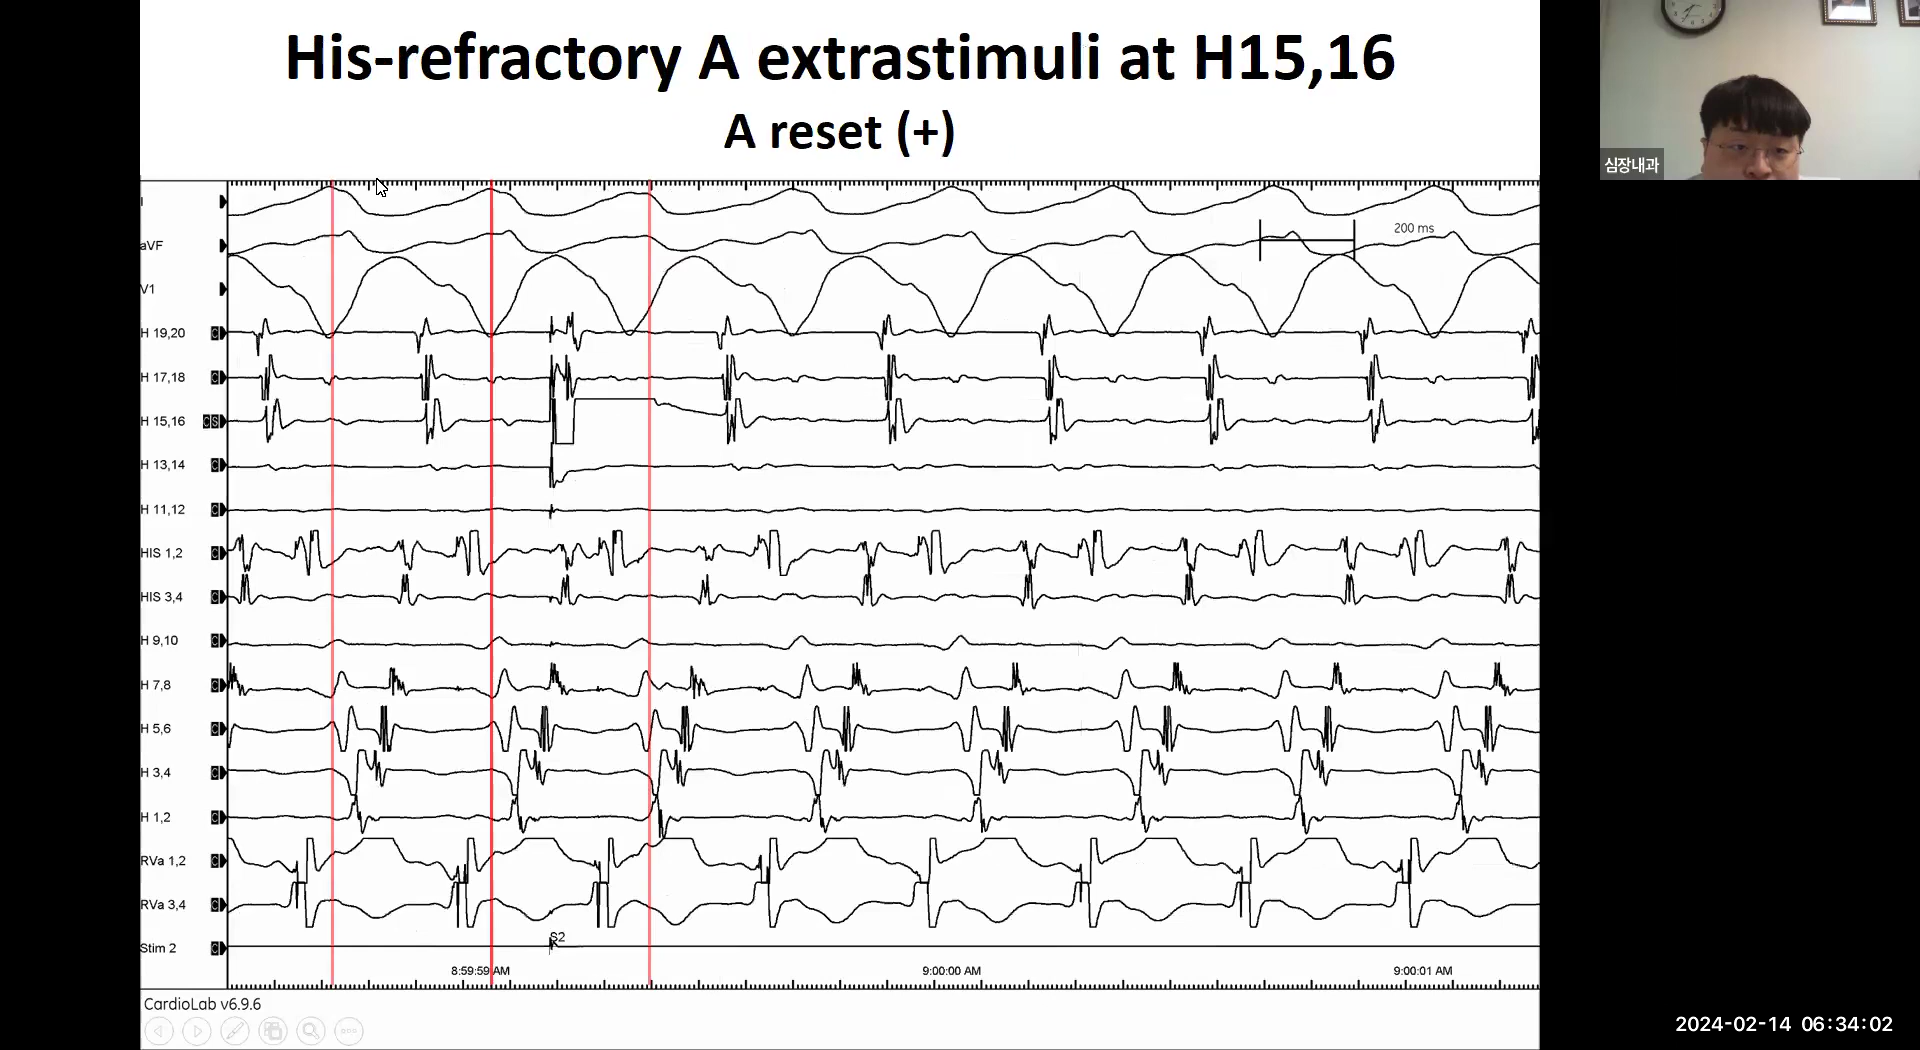 His-refractory A extrastimuli at H15,16
A reset (+)
심장내과
I
aVF
200 ms
V1
H 19,20
H 17,18
H 15,16
H 13,14
H 11,12
HIS 1,2
HIS 3,4
H 9,10
H 7,8
H 5,6
H 3,4
H 1,2
RVa 1,2
RVa 3,4
S2
Stim 2
8:59:59 AM
9:00:00 AM
9:00:01 AM
CardioLab v6.9.6
2024-02-14 06:34:02